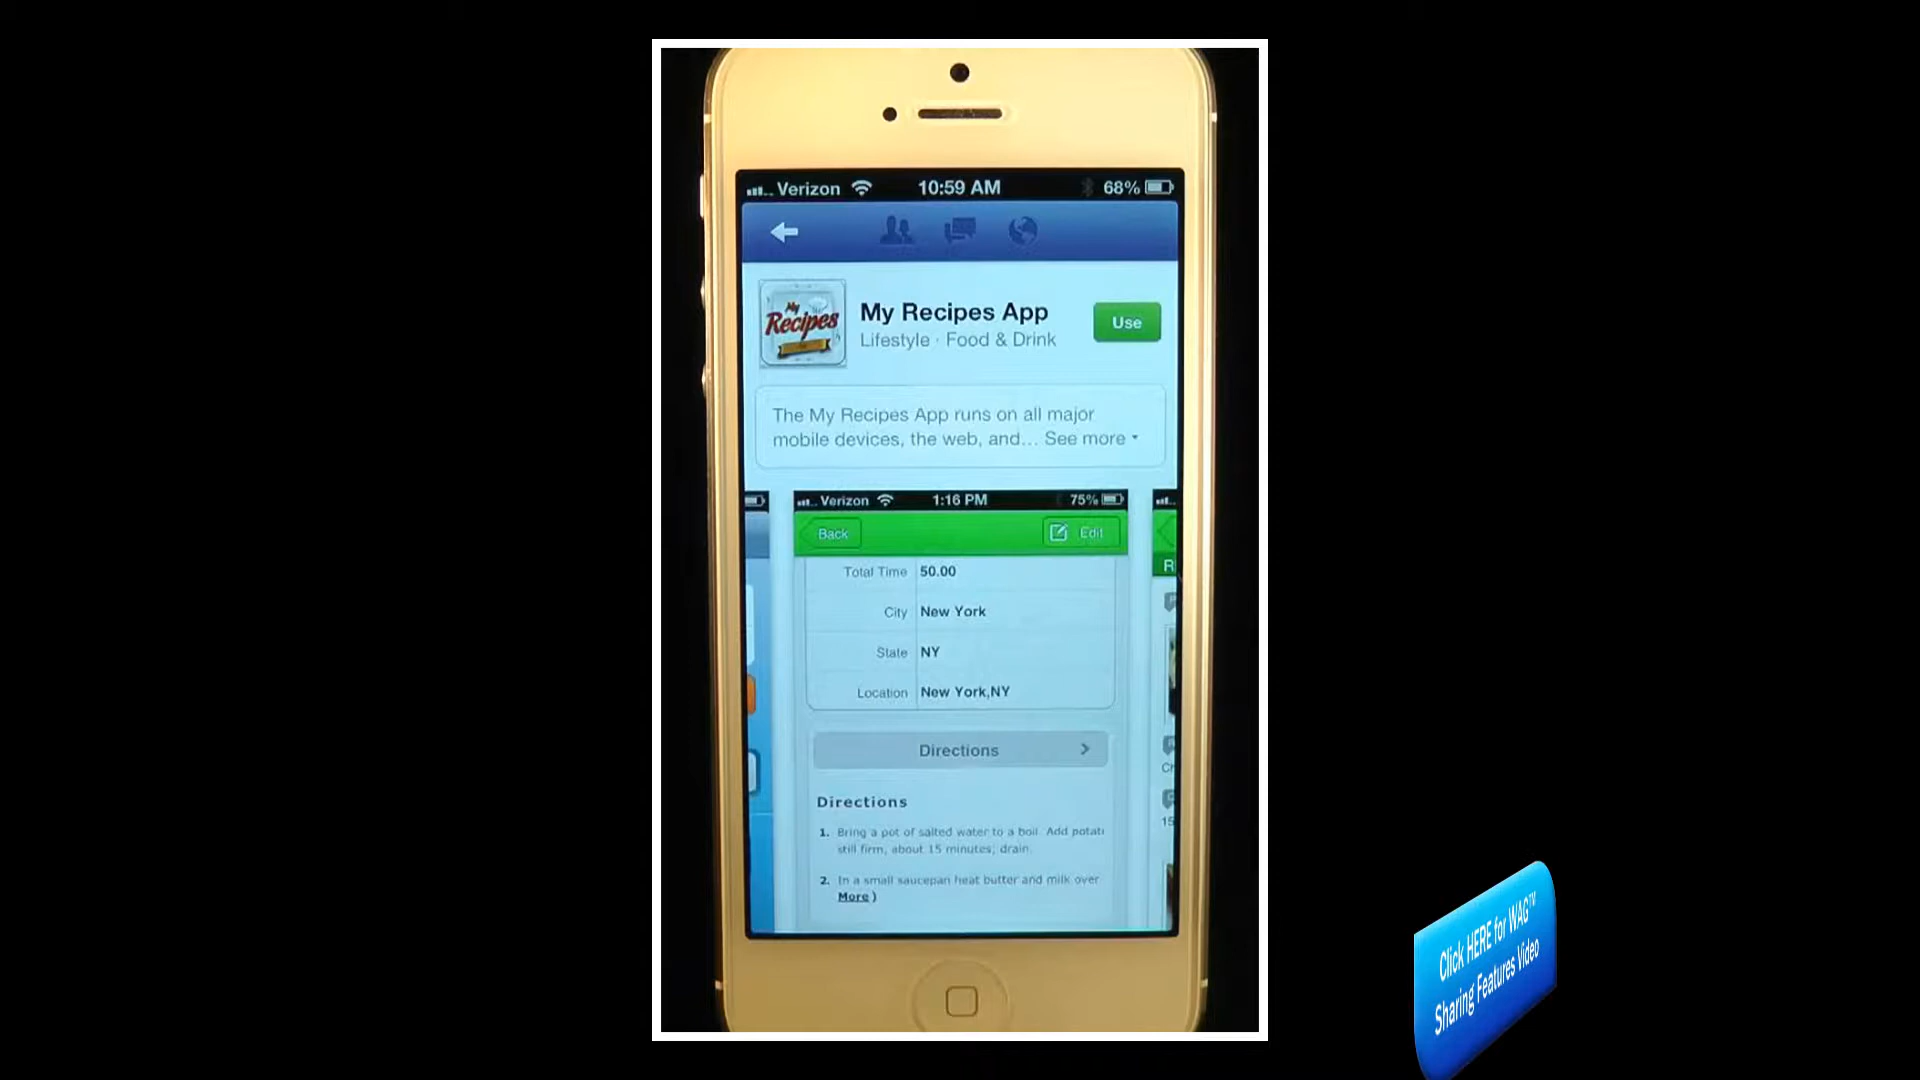 Verizon 10:59 AM 68%
My Recipes
My Recipes App
Lifestyle · Food & Drink
Use
The My Recipes App runs on all major
mobile devices, the web, and... See more
Verizon 1:16 PM 75%
Back
Edit
R
Total Time 50.00
City New York
State NY
Location New York,NY
Directions
Cr
15
Directions
1. Bring a pot of salted water to a boil. Add potat
still firm, about 15 minutes; drain.
2. In a small saucepan heat butter and milk over
More )
Click HERE for WAG™
Sharing Features Video